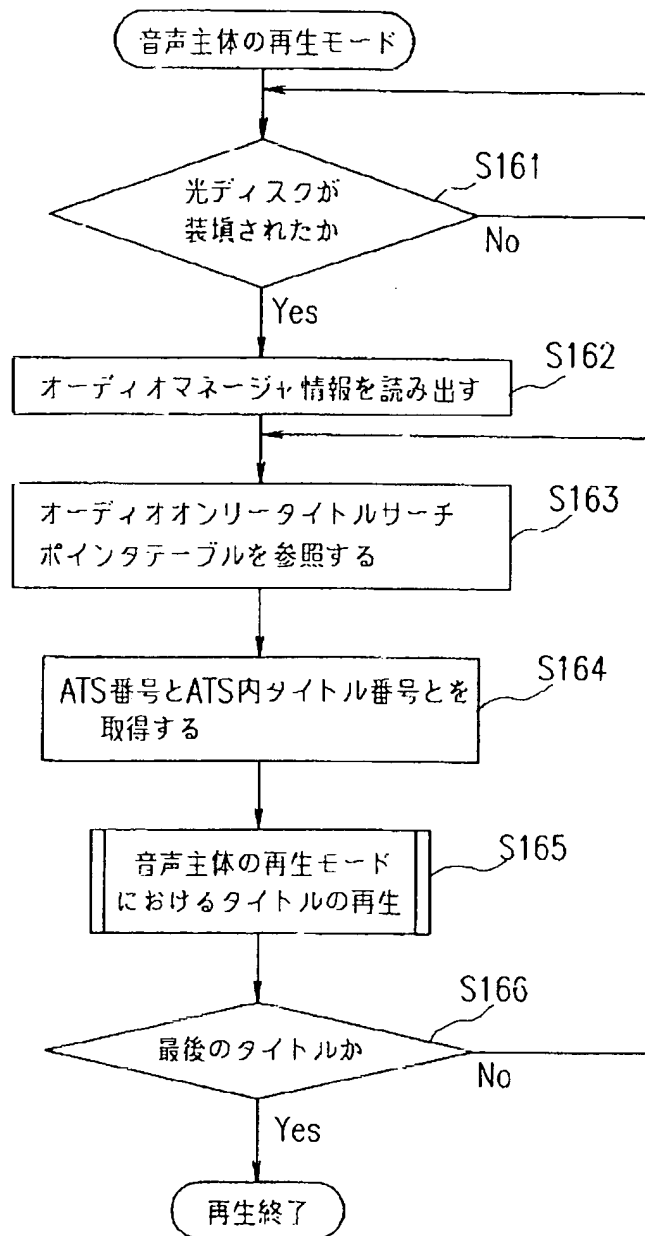 音声主体の再生モード
光ディスクが
装填されたか
S161
No
Yes
オーディオマネージャ情報を読み出す
S162
オーディオオンリータイトルサーチ
ポインタテーブルを参照する
S163
ATS番号とATS内タイトル番号とを
取得する
S164
音声主体の再生モード
におけるタイトルの再生
S165
最後のタイトルか
S166
No
Yes
再生終了